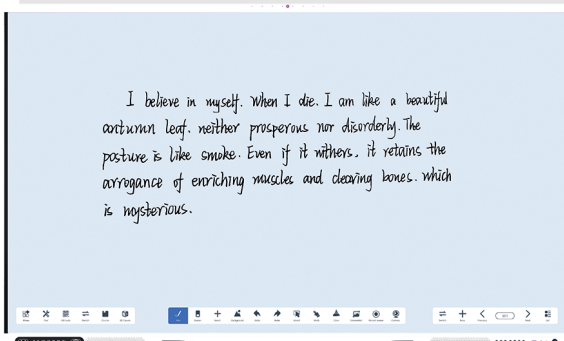 I believe in myself. When I die. I am like a beautiful
autumn leaf. neither prosperous nor disorderly. The
posture is like smoke. Even if it withers. it retains the
arrogance of enriching muscles and clearing bones. which
is mysterious.